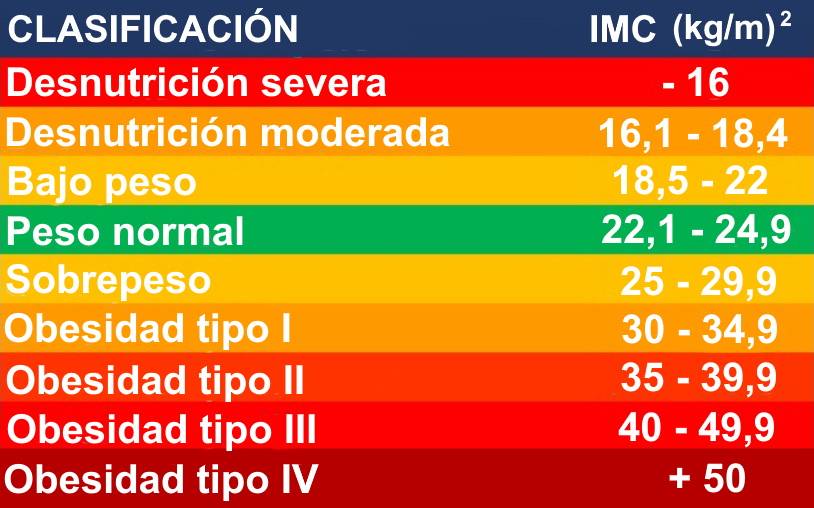 CLASIFICACIÓN IMC (kg/m)²
Desnutrición severa - 16
Desnutrición moderada 16,1 - 18,4
Bajo peso 18,5 - 22
Peso normal 22,1 - 24,9
Sobrepeso 25 - 29,9
Obesidad tipo I 30 - 34,9
Obesidad tipo II 35 - 39,9
Obesidad tipo III 40 - 49,9
Obesidad tipo IV + 50